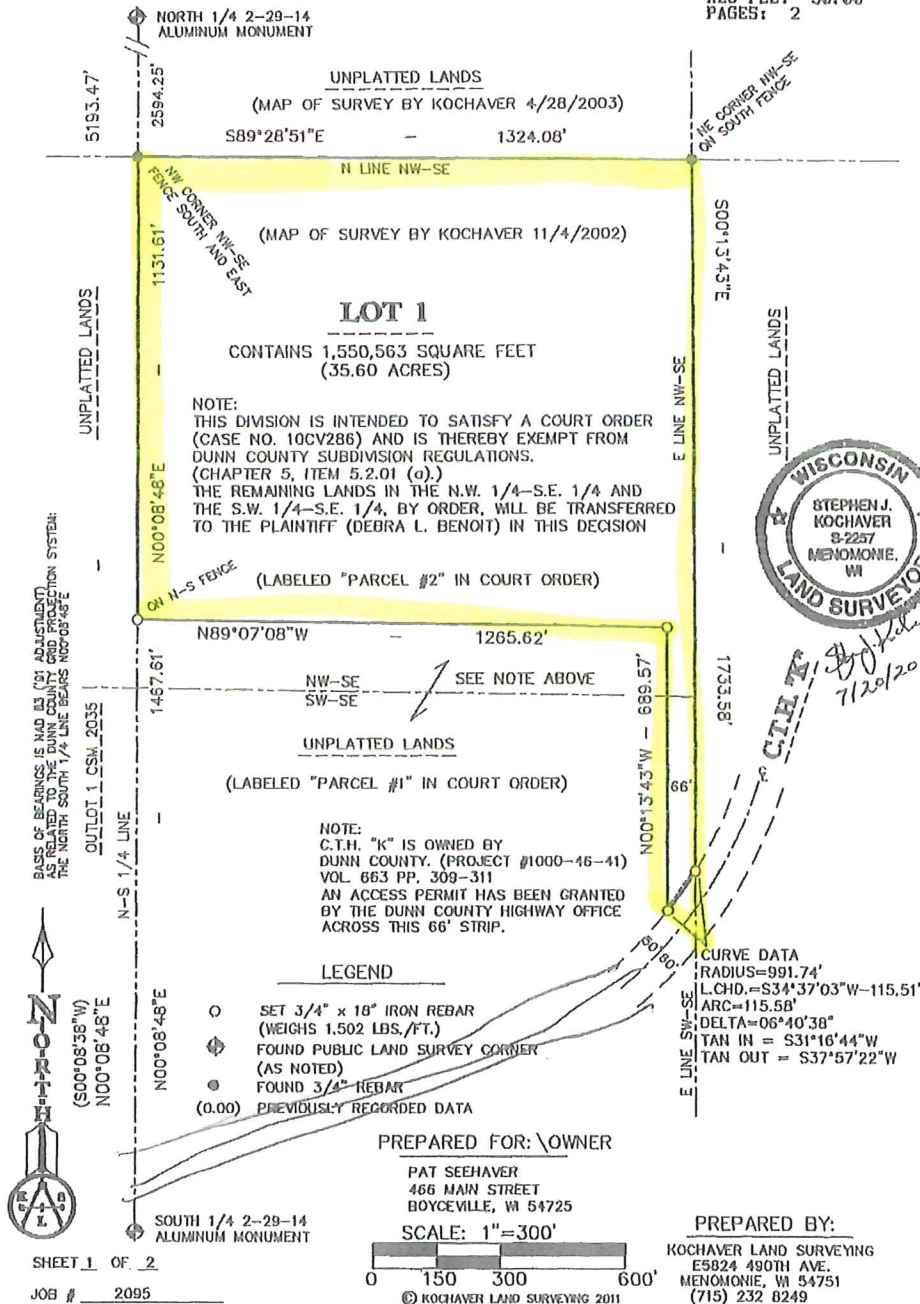 REC FEE: 30.00
PAGES: 2
NORTH 1/4 2-29-14
ALUMINUM MONUMENT
5193.47'
2594.25'
UNPLATTED LANDS
(MAP OF SURVEY BY KOCHAVER 4/28/2003)
S89°28'51"E - 1324.08'
NE CORNER NW-SE
ON SOUTH FENCE
N LINE NW-SE
NW CORNER NW-SE
FENCE SOUTH AND EAST
(MAP OF SURVEY BY KOCHAVER 11/4/2002)
S00°13'43"E
1131.61'
UNPLATTED LANDS
LOT 1
CONTAINS 1,550,563 SQUARE FEET
(35.60 ACRES)
E LINE NW-SE
UNPLATTED LANDS
NOTE:
THIS DIVISION IS INTENDED TO SATISFY A COURT ORDER
(CASE NO. 10CV286) AND IS THEREBY EXEMPT FROM
DUNN COUNTY SUBDIVISION REGULATIONS.
(CHAPTER 5, ITEM 5.2.01 (a).)
THE REMAINING LANDS IN THE N.W. 1/4-S.E. 1/4 AND
THE S.W. 1/4-S.E. 1/4, BY ORDER, WILL BE TRANSFERRED
TO THE PLAINTIFF (DEBRA L. BENOIT) IN THIS DECISION
N00°08'48"E -
WISCONSIN
STEPHEN J.
KOCHAVER
S-2257
MENOMONIE,
WI
LAND SURVEYOR
7/20/20
(LABELED "PARCEL #2" IN COURT ORDER)
ON N-S FENCE
N89°07'08"W - 1265.62'
BASIS OF BEARINGS IS NAD 83 ('91 ADJUSTMENT)
AS RELATED TO THE DUNN COUNTY GRID PROJECTION SYSTEM:
THE NORTH SOUTH 1/4 LINE BEARS N00°08'48"E
OUTLOT 1 CSM 2035
1467.61'
NW-SE
SW-SE
SEE NOTE ABOVE
N00°13'43"W - 689.57'
1733.58'
C.T.H. "K"
UNPLATTED LANDS
(LABELED "PARCEL #1" IN COURT ORDER)
66'
N-S 1/4 LINE
NOTE:
C.T.H. "K" IS OWNED BY
DUNN COUNTY. (PROJECT #1000-46-41)
VOL. 663 PP. 309-311
AN ACCESS PERMIT HAS BEEN GRANTED
BY THE DUNN COUNTY HIGHWAY OFFICE
ACROSS THIS 66' STRIP.
50' 60'
CURVE DATA
RADIUS=991.74'
L.CHD.=S34°37'03"W-115.51'
ARC=115.58'
DELTA=06°40'38"
TAN IN = S31°16'44"W
TAN OUT = S37°57'22"W
E LINE SW-SE
LEGEND
SET 3/4" x 18" IRON REBAR
(WEIGHS 1.502 LBS./FT.)
FOUND PUBLIC LAND SURVEY CORNER
(AS NOTED)
FOUND 3/4" REBAR
(0.00) PREVIOUSLY RECORDED DATA
NORTH
(S00°08'38"W)
N00°08'48"E
N00°08'48"E
PREPARED FOR: \OWNER
PAT SEEHAVER
466 MAIN STREET
BOYCEVILLE, WI 54725
SOUTH 1/4 2-29-14
ALUMINUM MONUMENT
SCALE: 1"=300'
0 150 300 600'
© KOCHAVER LAND SURVEYING 2011
PREPARED BY:
KOCHAVER LAND SURVEYING
E5824 490TH AVE.
MENOMONIE, WI 54751
(715) 232 8249
SHEET 1 OF 2
JOB # 2095